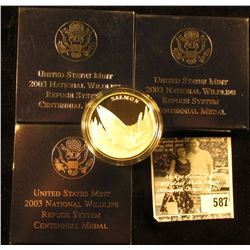 UNITED STATES MINT
2003 NATIONAL WILDLIFE
REFUGE SYSTEM
CENTENNIAL MEDAL
UNITED STATES MINT
2003 NATIONAL WILDLIFE
REFUGE SYSTEM
CENTENNIAL MEDAL
SALMON
UNITED STATES MINT
2003 NATIONAL WILDLIFE
REFUGE SYSTEM
CENTENNIAL MEDAL
587